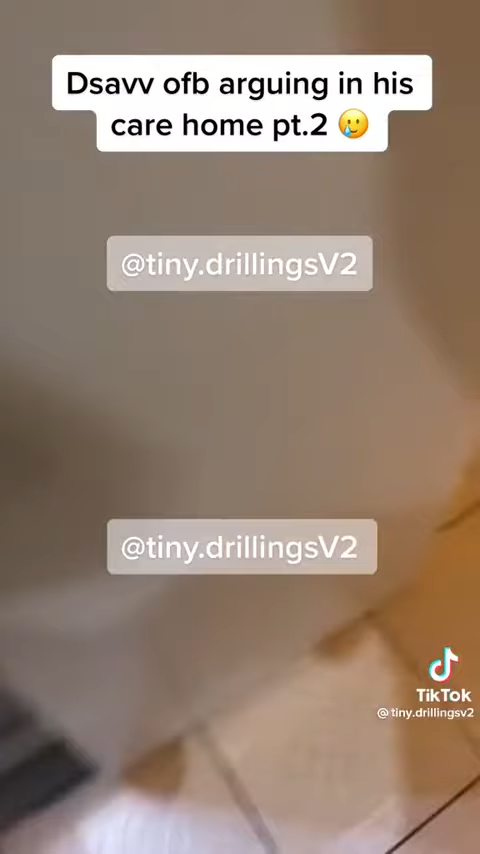 Dsavv ofb arguing in his
care home pt.2 🥲
@tiny.drillingsV2
@tiny.drillingsV2
TikTok
@tiny.drillingsv2